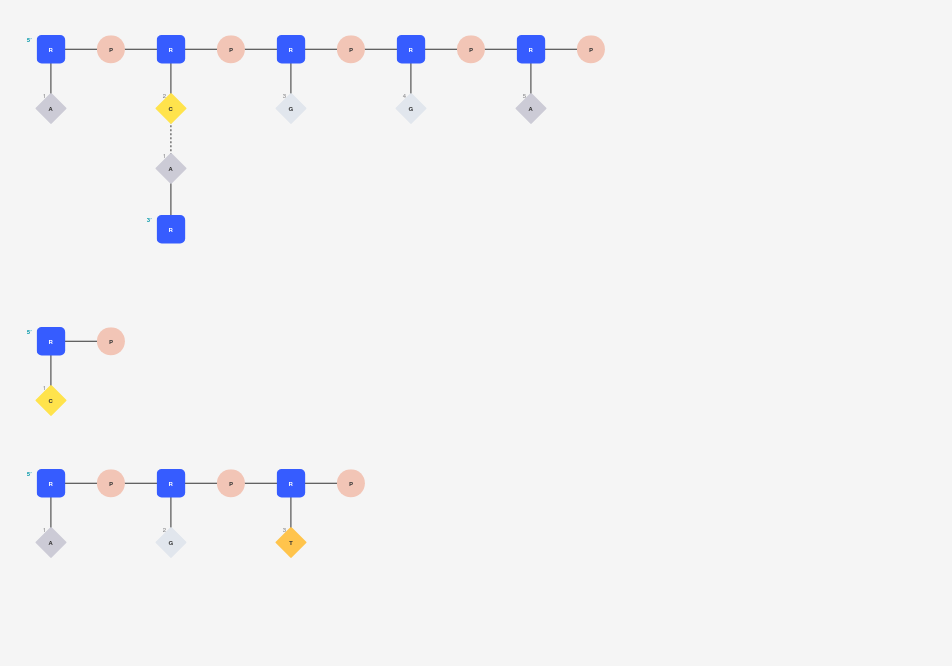 5' R P R P R P R P R P
1 A 2 C 3 G 4 G 5 A
1 A
3' R
5' R P
1 C
5' R P R P R P
1 A 2 G 3 T